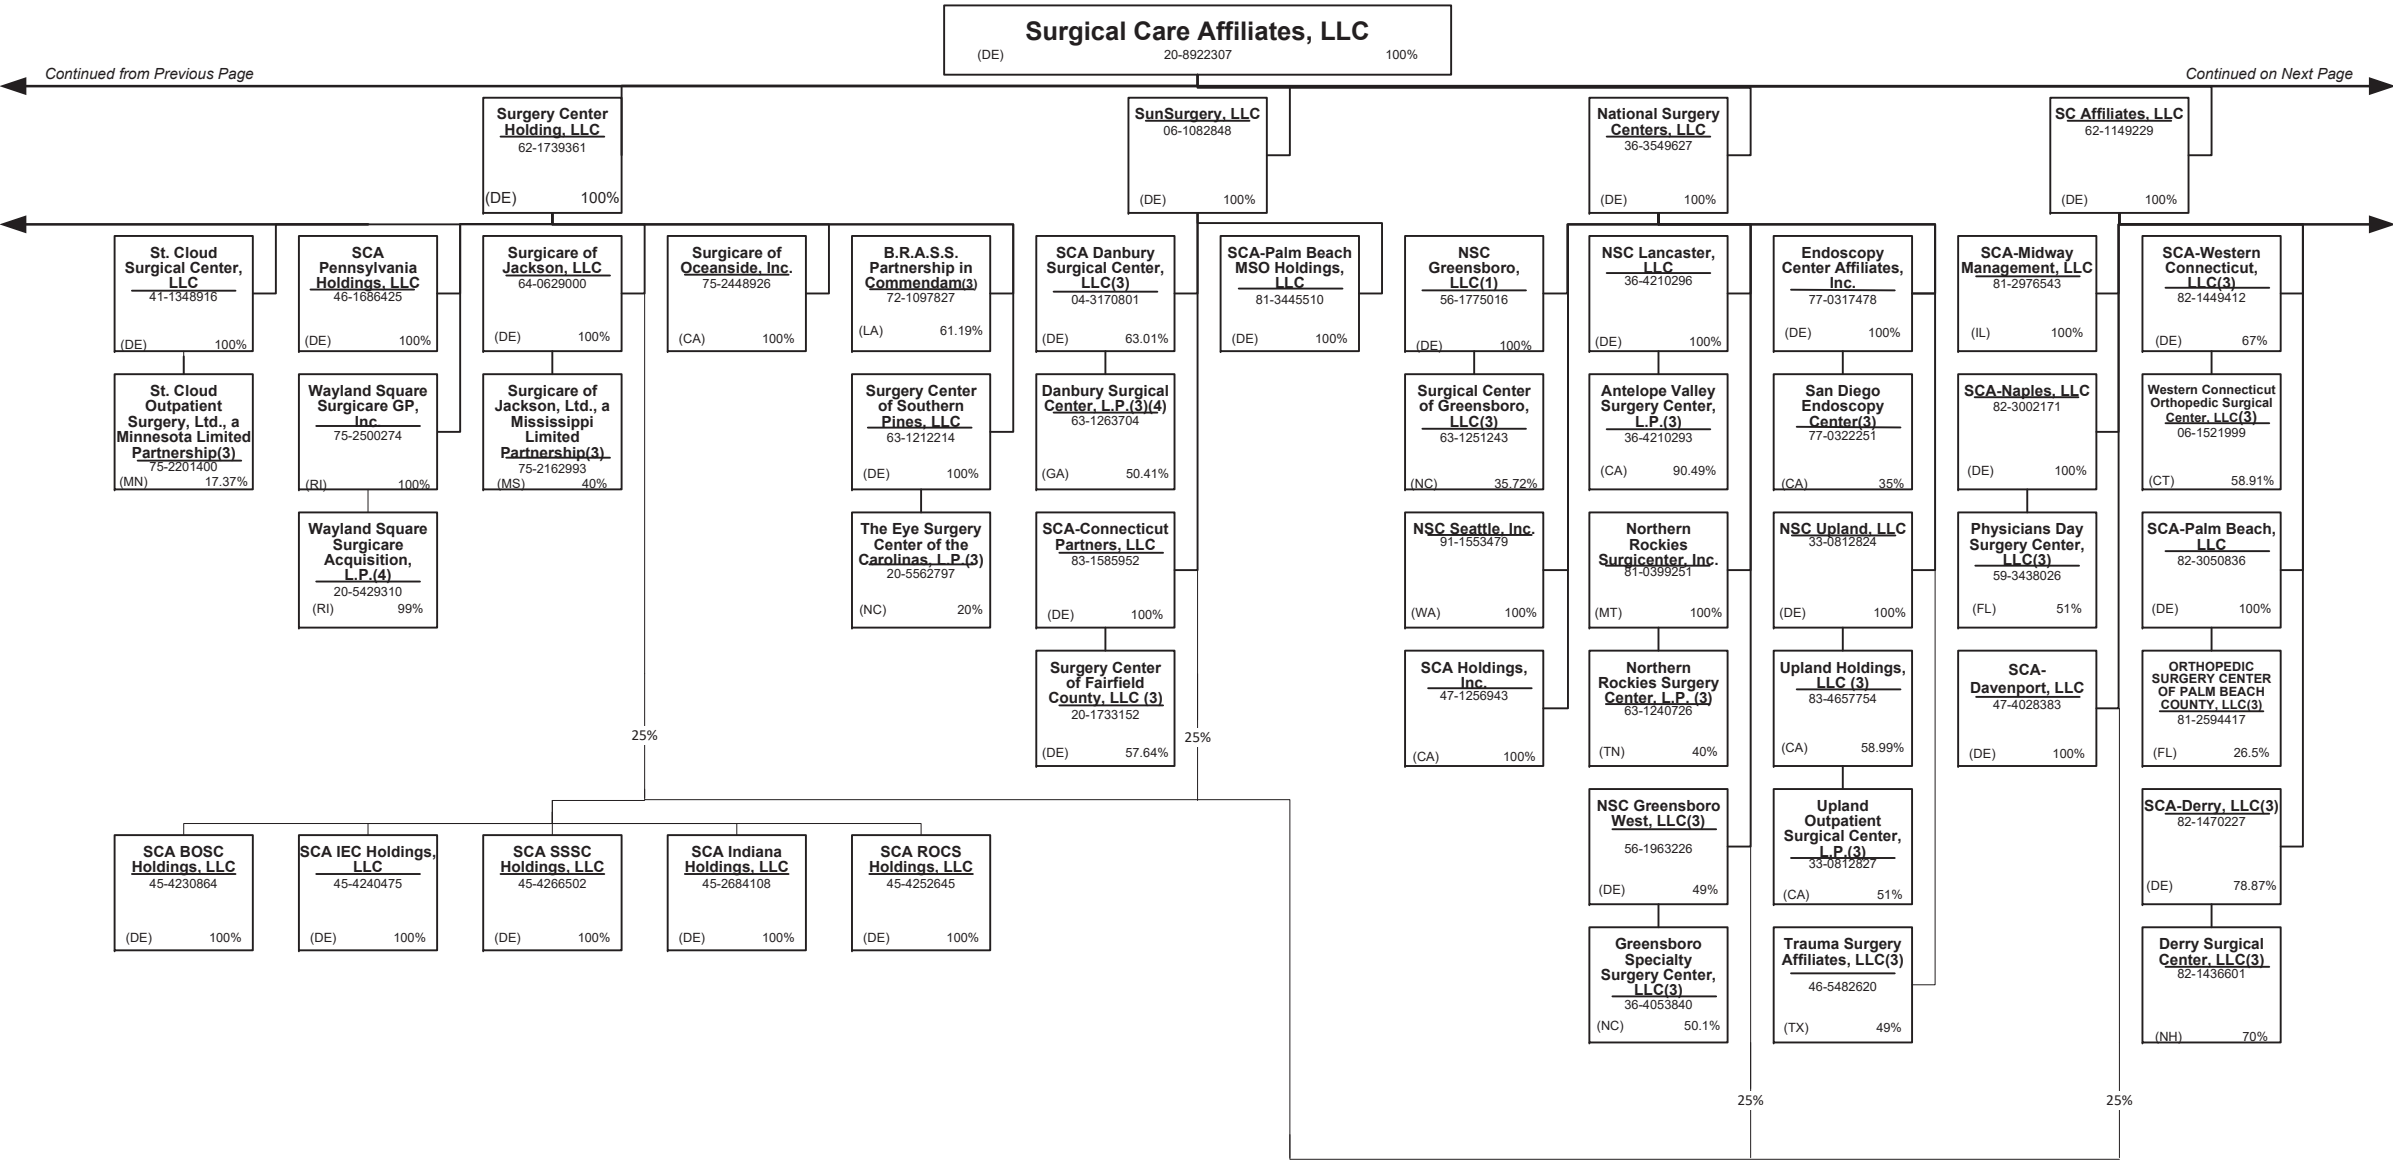 Surgical Care Affiliates, LLC
(DE) 20-8922307 100%
Continued from Previous Page
Continued on Next Page
Surgery Center
Holding, LLC
62-1739361
(DE) 100%
SunSurgery, LLC
06-1082848
(DE) 100%
National Surgery
Centers, LLC
36-3549627
(DE) 100%
SC Affiliates, LLC
62-1149229
(DE) 100%
St. Cloud
Surgical Center,
LLC
41-1348916
(DE) 100%
SCA
Pennsylvania
Holdings, LLC
46-1686425
(DE) 100%
Surgicare of
Jackson, LLC
64-0629000
(DE) 100%
Surgicare of
Oceanside, Inc.
75-2448926
(CA) 100%
B.R.A.S.S.
Partnership in
Commendam(3)
72-1097827
(LA) 61.19%
SCA Danbury
Surgical Center,
LLC(3)
04-3170801
(DE) 63.01%
SCA-Palm Beach
MSO Holdings,
LLC
81-3445510
(DE) 100%
NSC
Greensboro,
LLC(1)
56-1775016
(DE) 100%
NSC Lancaster,
LLC
36-4210296
(DE) 100%
Endoscopy
Center Affiliates,
Inc.
77-0317478
(DE) 100%
SCA-Midway
Management, LLC
81-2976543
(IL) 100%
SCA-Western
Connecticut,
LLC(3)
82-1449412
(DE) 67%
St. Cloud
Outpatient
Surgery, Ltd., a
Minnesota Limited
Partnership(3)
75-2201400
(MN) 17.37%
Wayland Square
Surgicare GP,
Inc.
75-2500274
(RI) 100%
Surgicare of
Jackson, Ltd., a
Mississippi
Limited
Partnership(3)
75-2162993
(MS) 40%
Surgery Center
of Southern
Pines, LLC
63-1212214
(DE) 100%
Danbury Surgical
Center, L.P.(3)(4)
63-1263704
(GA) 50.41%
Surgical Center
of Greensboro,
LLC(3)
63-1251243
(NC) 35.72%
Antelope Valley
Surgery Center,
L.P.(3)
36-4210293
(CA) 90.49%
San Diego
Endoscopy
Center(3)
77-0322251
(CA) 35%
SCA-Naples, LLC
82-3002171
(DE) 100%
Western Connecticut
Orthopedic Surgical
Center, LLC(3)
06-1521999
(CT) 58.91%
Wayland Square
Surgicare
Acquisition,
L.P.(4)
20-5429310
(RI) 99%
The Eye Surgery
Center of the
Carolinas, L.P.(3)
20-5562797
(NC) 20%
SCA-Connecticut
Partners, LLC
83-1585952
(DE) 100%
NSC Seattle, Inc.
91-1553479
(WA) 100%
Northern
Rockies
Surgicenter, Inc.
81-0399251
(MT) 100%
NSC Upland, LLC
33-0812824
(DE) 100%
Physicians Day
Surgery Center,
LLC(3)
59-3438026
(FL) 51%
SCA-Palm Beach,
LLC
82-3050836
(DE) 100%
Surgery Center
of Fairfield
County, LLC (3)
20-1733152
(DE) 57.64%
SCA Holdings,
Inc.
47-1256943
(CA) 100%
Northern
Rockies Surgery
Center, L.P. (3)
63-1240726
(TN) 40%
Upland Holdings,
LLC (3)
83-4657754
(CA) 58.99%
SCA-
Davenport, LLC
47-4028383
(DE) 100%
ORTHOPEDIC
SURGERY CENTER
OF PALM BEACH
COUNTY, LLC(3)
81-2594417
(FL) 26.5%
25%
25%
SCA BOSC
Holdings, LLC
45-4230864
(DE) 100%
SCA IEC Holdings,
LLC
45-4240475
(DE) 100%
SCA SSSC
Holdings, LLC
45-4266502
(DE) 100%
SCA Indiana
Holdings, LLC
45-2684108
(DE) 100%
SCA ROCS
Holdings, LLC
45-4252645
(DE) 100%
NSC Greensboro
West, LLC(3)
56-1963226
(DE) 49%
Upland
Outpatient
Surgical Center,
L.P.(3)
33-0812827
(CA) 51%
SCA-Derry, LLC(3)
82-1470227
(DE) 78.87%
Greensboro
Specialty
Surgery Center,
LLC(3)
36-4053840
(NC) 50.1%
Trauma Surgery
Affiliates, LLC(3)
46-5482620
(TX) 49%
Derry Surgical
Center, LLC(3)
82-1436601
(NH) 70%
25%
25%